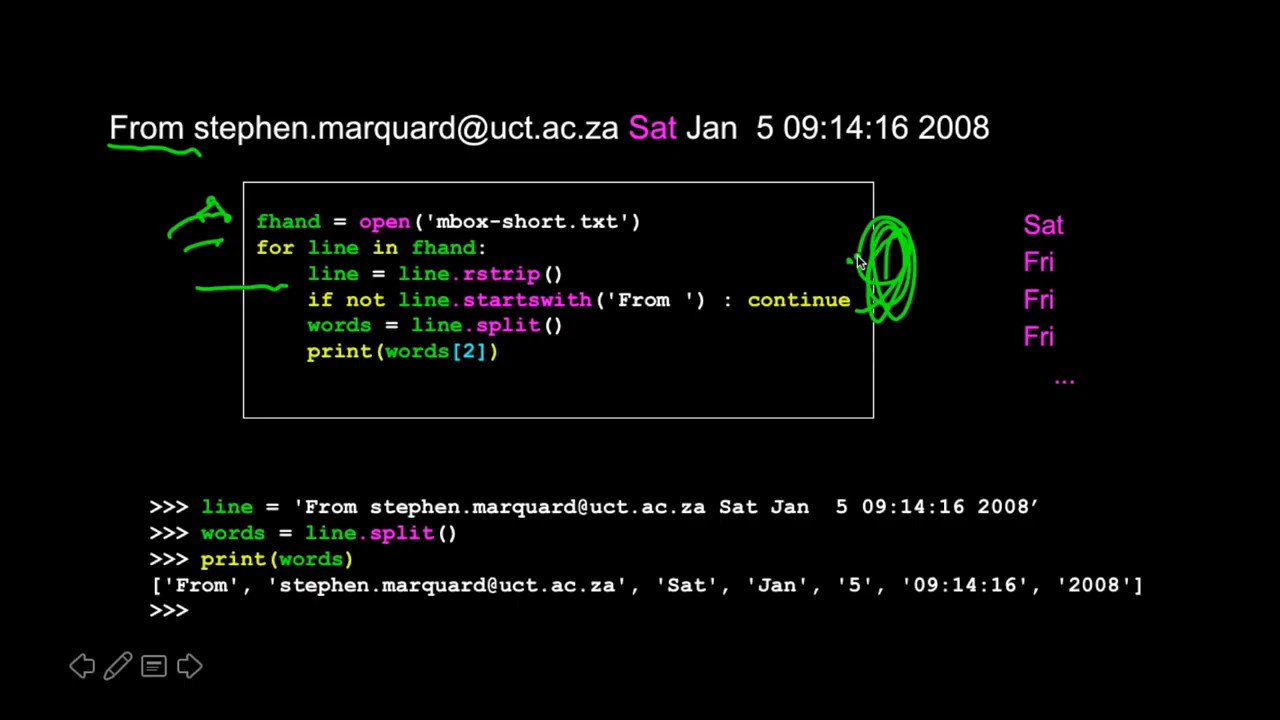 From stephen.marquard@uct.ac.za Sat Jan  5 09:14:16 2008
fhand = open('mbox-short.txt')
for line in fhand:
    line = line.rstrip()
    if not line.startswith('From ') : continue
    words = line.split()
    print(words[2])
Sat
Fri
Fri
Fri
...
>>> line = 'From stephen.marquard@uct.ac.za Sat Jan  5 09:14:16 2008’
>>> words = line.split()
>>> print(words)
['From', 'stephen.marquard@uct.ac.za', 'Sat', 'Jan', '5', '09:14:16', '2008']
>>>